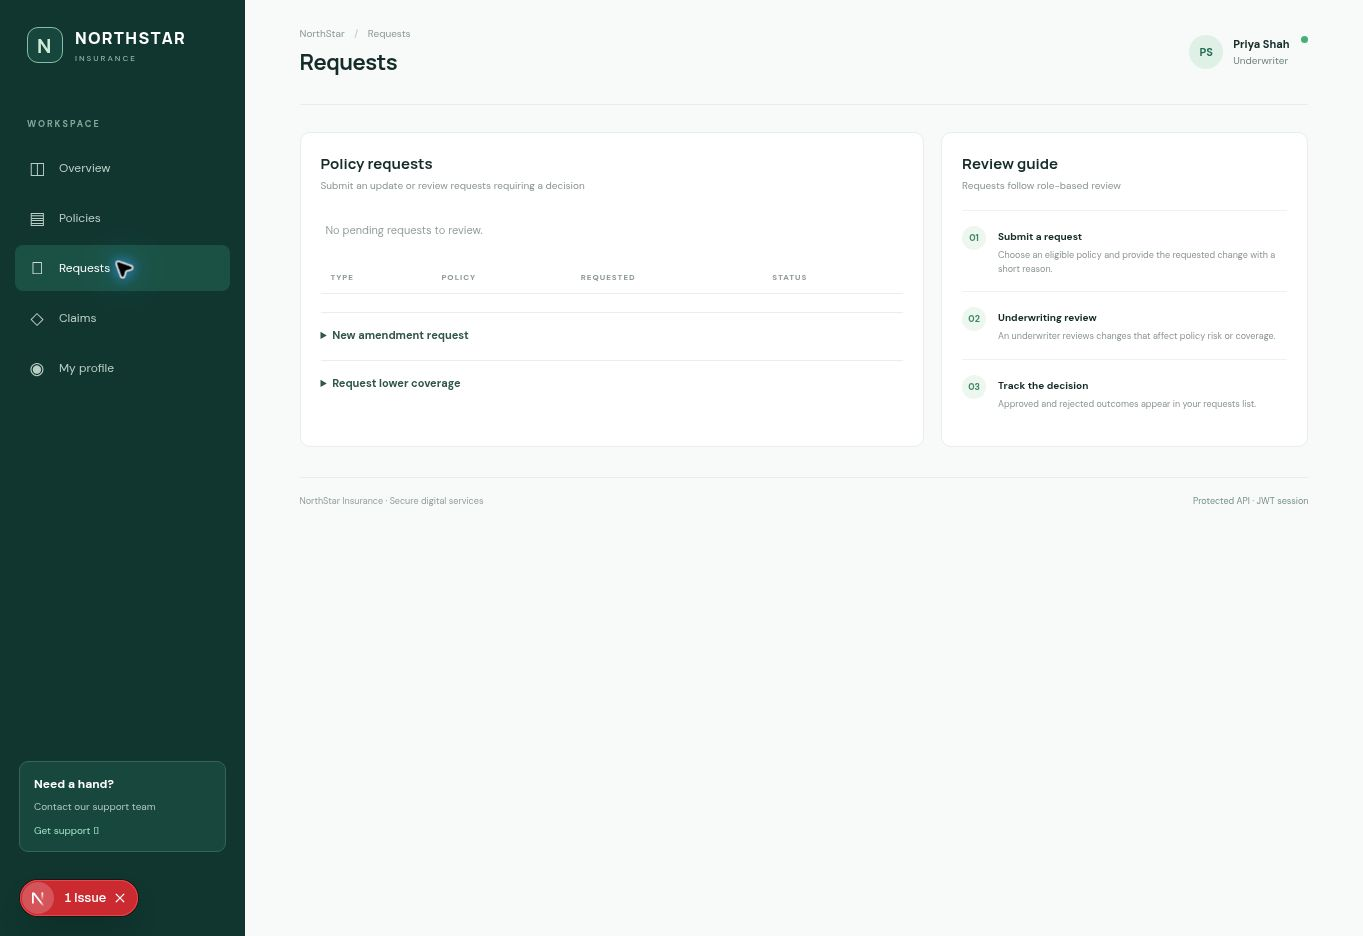 N
NORTHSTAR
INSURANCE
WORKSPACE
Overview
Policies
Requests
Claims
My profile
Need a hand?
Contact our support team
Get support
N
1 Issue
NorthStar / Requests
Requests
PS
Priya Shah
Underwriter
Policy requests
Submit an update or review requests requiring a decision
No pending requests to review.
TYPE POLICY REQUESTED STATUS
New amendment request
Request lower coverage
Review guide
Requests follow role-based review
01
Submit a request
Choose an eligible policy and provide the requested change with a
short reason.
02
Underwriting review
An underwriter reviews changes that affect policy risk or coverage.
03
Track the decision
Approved and rejected outcomes appear in your requests list.
NorthStar Insurance · Secure digital services
Protected API · JWT session